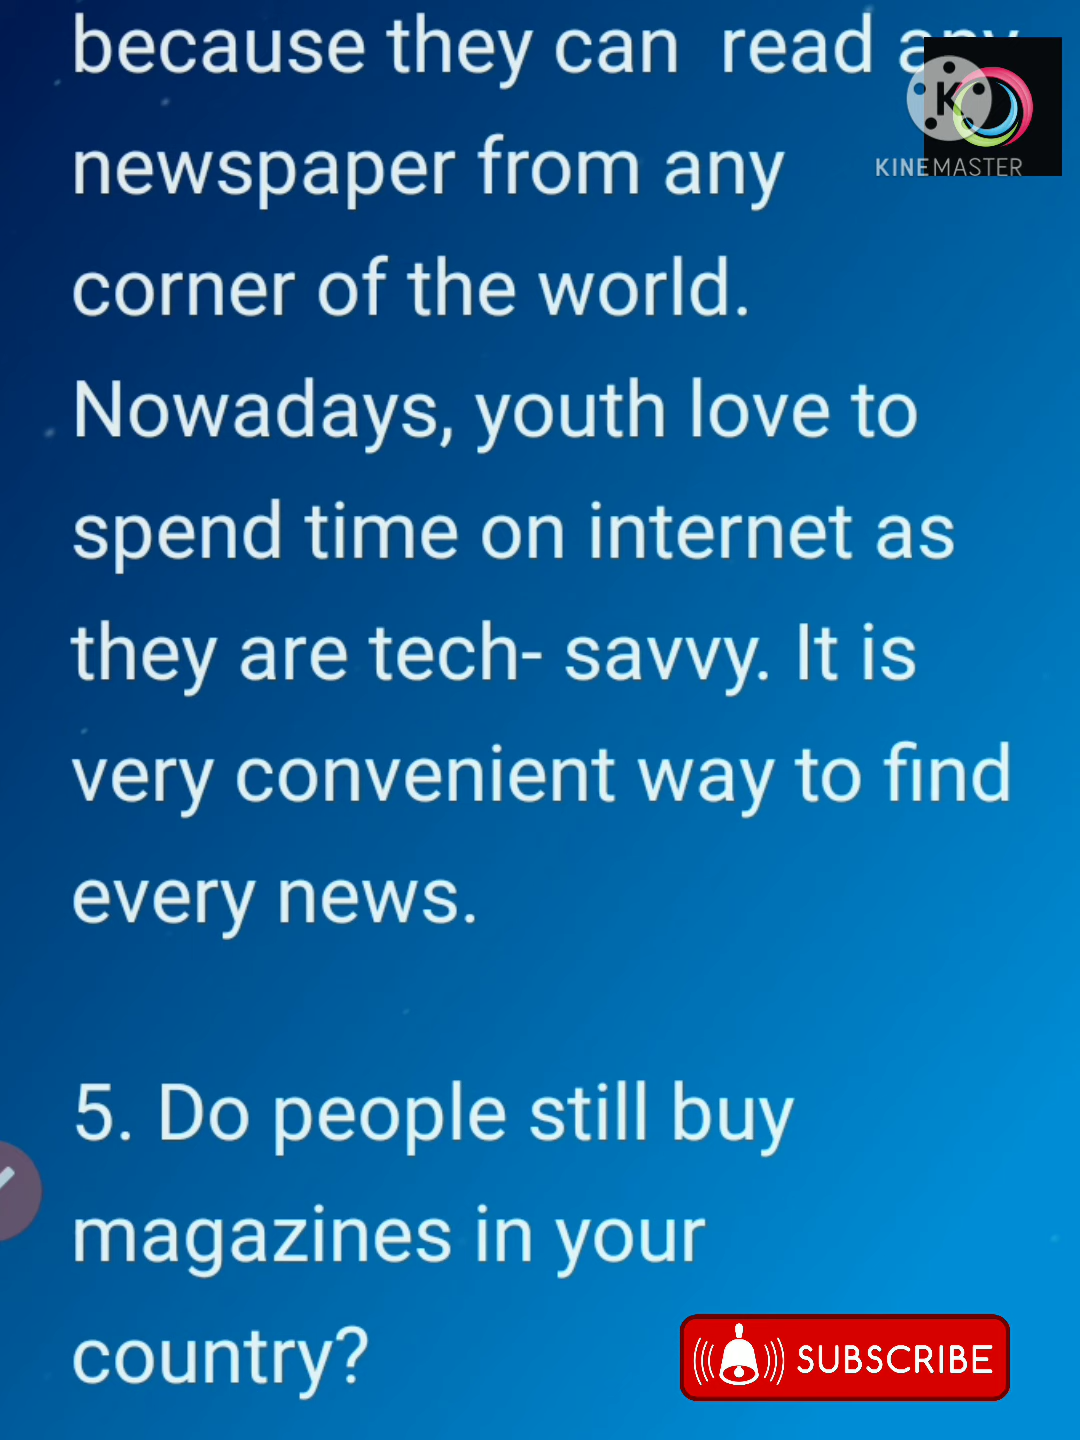 because they can read any
newspaper from any
corner of the world.
Nowadays, youth love to
spend time on internet as
they are tech- savvy. It is
very convenient way to find
every news.
5. Do people still buy
magazines in your
country?
KINEMASTER
SUBSCRIBE